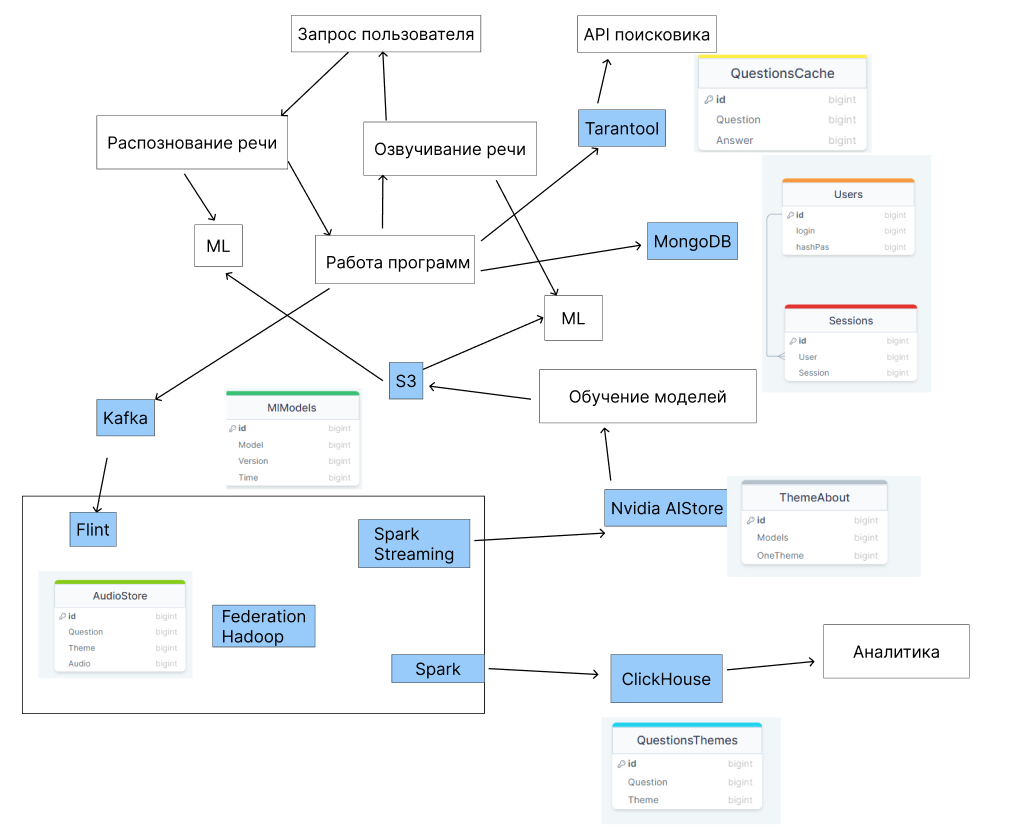 Запрос пользователя
API поисковика
QuestionsCache
id bigint
Question bigint
Answer bigint
Tarantool
Распознование речи
Озвучивание речи
Users
id bigint
login bigint
hashPas bigint
ML
Работа программ
MongoDB
ML
Sessions
id bigint
User bigint
Session bigint
S3
Обучение моделей
Kafka
MlModels
id bigint
Model bigint
Version bigint
Time bigint
Flint
Spark
Streaming
Nvidia AIStore
ThemeAbout
id bigint
Models bigint
OneTheme bigint
AudioStore
id bigint
Question bigint
Theme bigint
Audio bigint
Federation
Hadoop
Spark
ClickHouse
Аналитика
QuestionsThemes
id bigint
Question bigint
Theme bigint